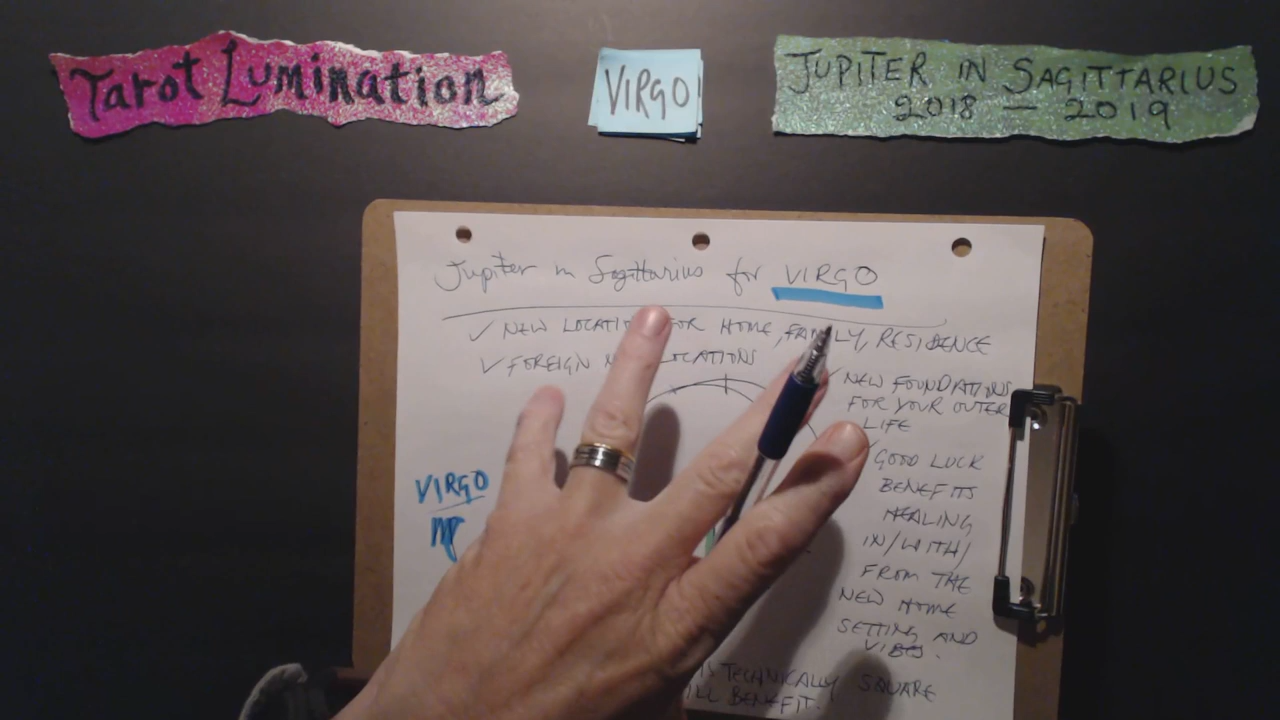 Tarot Lumination
VIRGO
JUPITER IN SAGITTARIUS
2018 — 2019
Jupiter in Sagittarius for VIRGO
✓ NEW FOR HOME, FAMILY, RESIDENCE
✓ FOREIGN
NEW FOUNDATIONS
FOR YOUR OUTER
LIFE
GOOD LUCK
BENEFITS
HEALING
IN/WITH/
FROM THE
NEW HOME
SETTING AND
VIBES.
VIRGO
♍
IS TECHNICALLY SQUARE
BENEFIT.